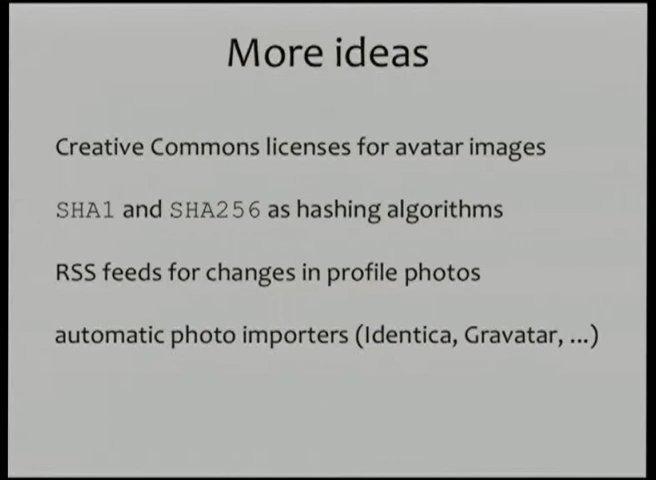 More ideas
Creative Commons licenses for avatar images
SHA1 and SHA256 as hashing algorithms
RSS feeds for changes in profile photos
automatic photo importers (Identica, Gravatar, ...)